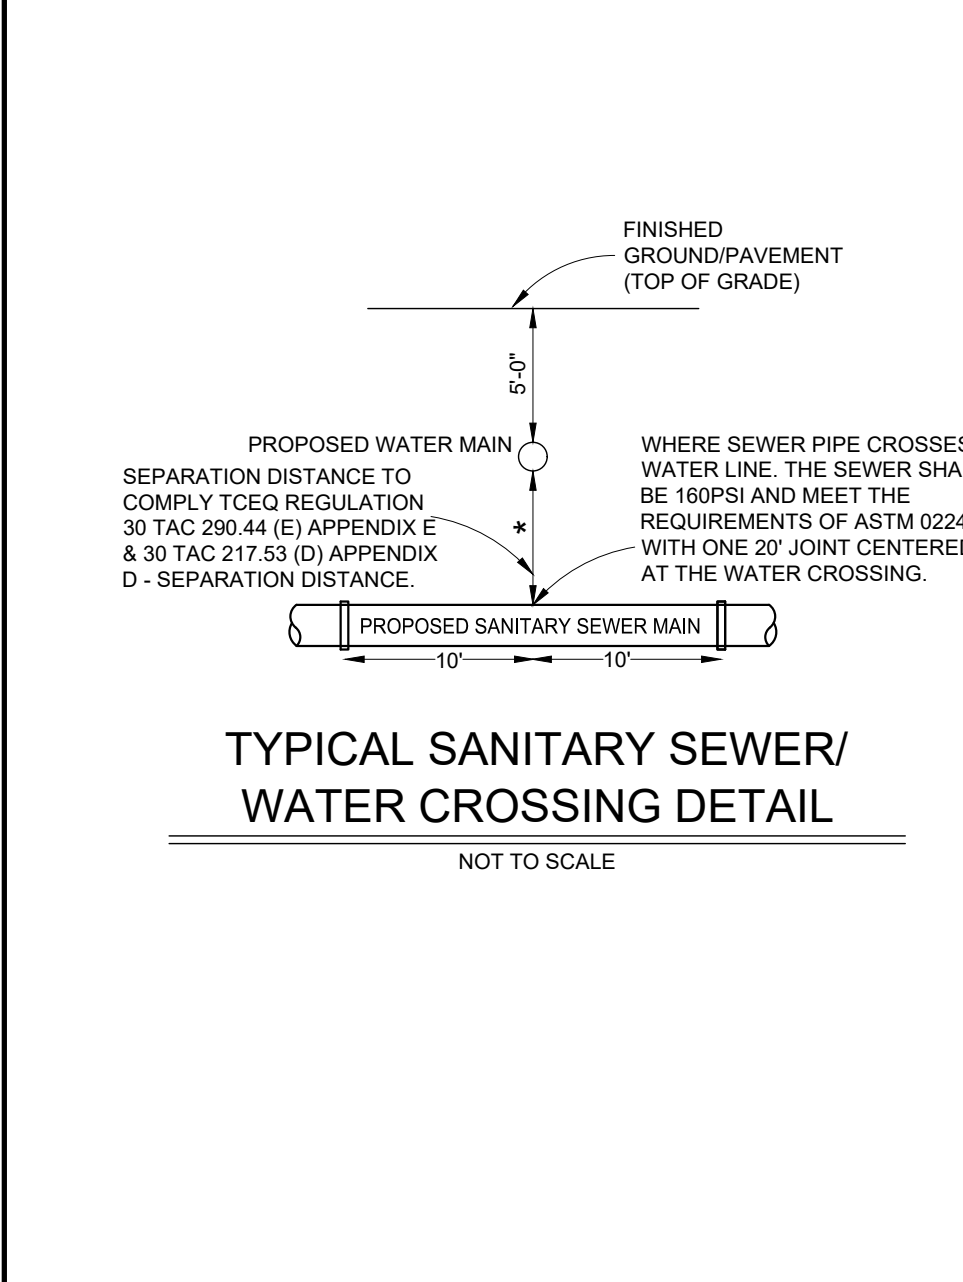 FINISHED
GROUND/PAVEMENT
(TOP OF GRADE)
5'-0"
PROPOSED WATER MAIN
SEPARATION DISTANCE TO
COMPLY TCEQ REGULATION
30 TAC 290.44 (E) APPENDIX E
& 30 TAC 217.53 (D) APPENDIX
D - SEPARATION DISTANCE.
*
WHERE SEWER PIPE CROSSES
WATER LINE. THE SEWER SHA
BE 160PSI AND MEET THE
REQUIREMENTS OF ASTM 0224
WITH ONE 20' JOINT CENTERED
AT THE WATER CROSSING.
PROPOSED SANITARY SEWER MAIN
10' 10'
TYPICAL SANITARY SEWER/
WATER CROSSING DETAIL
NOT TO SCALE